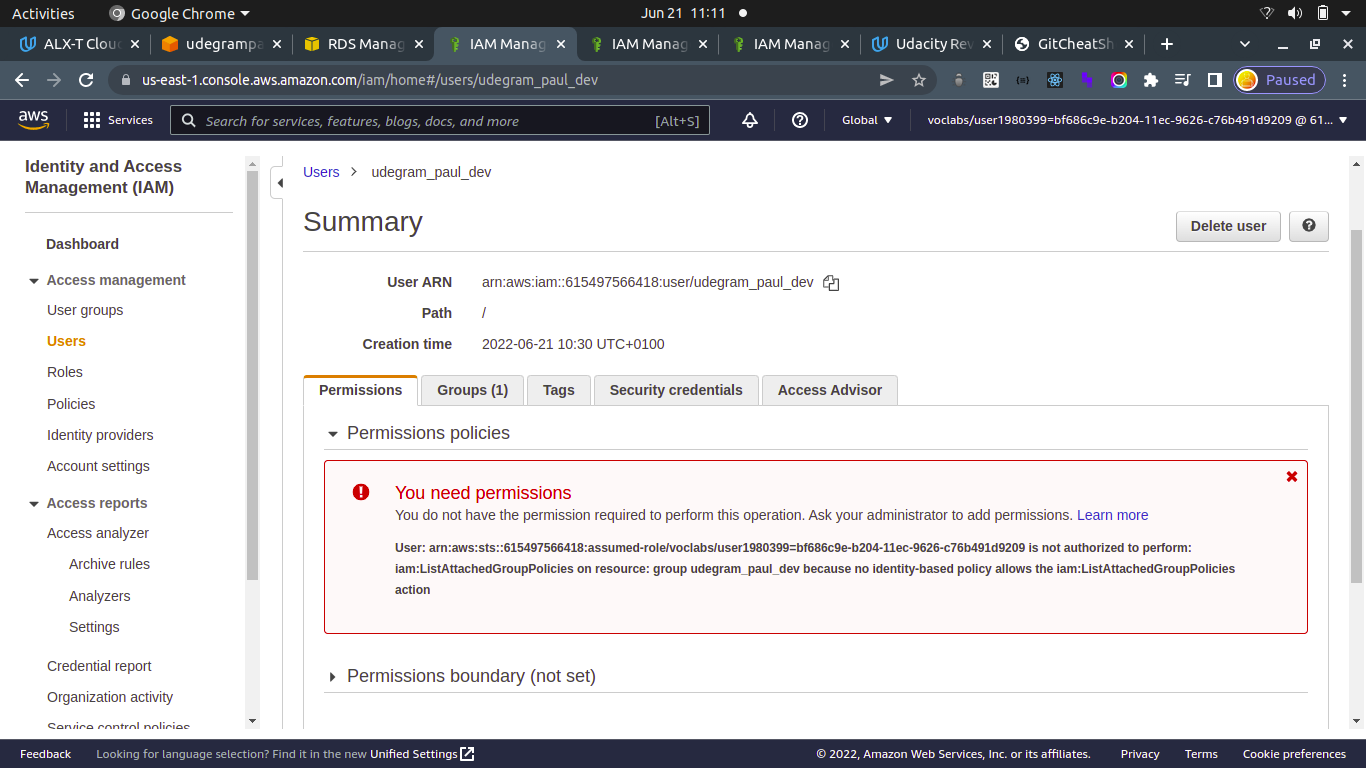 Activities
Google Chrome
Jun 21 11:11
ALX-T Clou
udegrampa
RDS Manag
IAM Manag
IAM Manag
IAM Manag
Udacity Rev
GitCheatSh
us-east-1.console.aws.amazon.com/iam/home#/users/udegram_paul_dev
Paused
aws
Services
Search for services, features, blogs, docs, and more
[Alt+S]
Global
voclabs/user1980399=bf686c9e-b204-11ec-9626-c76b491d9209 @ 61...
Identity and Access
Management (IAM)
Dashboard
Access management
User groups
Users
Roles
Policies
Identity providers
Account settings
Access reports
Access analyzer
Archive rules
Analyzers
Settings
Credential report
Organization activity
Service control policies
Users > udegram_paul_dev
Summary
Delete user
User ARN arn:aws:iam::615497566418:user/udegram_paul_dev
Path /
Creation time 2022-06-21 10:30 UTC+0100
Permissions
Groups (1)
Tags
Security credentials
Access Advisor
Permissions policies
You need permissions
You do not have the permission required to perform this operation. Ask your administrator to add permissions. Learn more
User: arn:aws:sts::615497566418:assumed-role/voclabs/user1980399=bf686c9e-b204-11ec-9626-c76b491d9209 is not authorized to perform:
iam:ListAttachedGroupPolicies on resource: group udegram_paul_dev because no identity-based policy allows the iam:ListAttachedGroupPolicies
action
Permissions boundary (not set)
Feedback
Looking for language selection? Find it in the new Unified Settings
© 2022, Amazon Web Services, Inc. or its affiliates.
Privacy
Terms
Cookie preferences